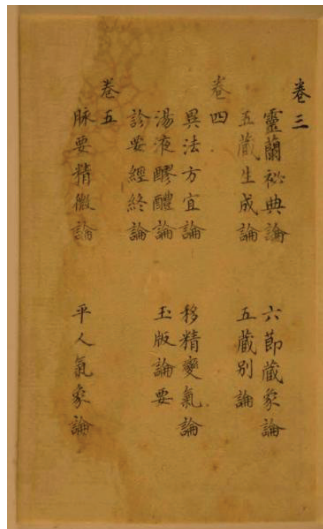 卷三
靈蘭祕典論 六節藏象論
五藏生成論 五藏別論
卷四
異法方宜論 移精變氣論
湯液醪醴論 玉版論要
診要經終論
卷五
脉要精微論 平人氣象論